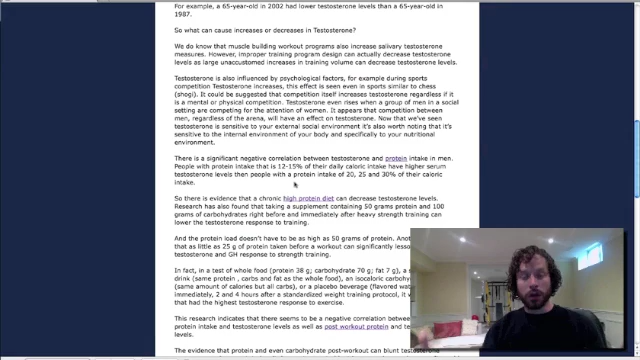 For example, a 65-year-old in 2002 had lower testosterone levels than a 65-year-old in
1987.
So what can cause increases or decreases in Testosterone?
We do know that muscle building workout programs also increase salivary testosterone
measures. However, improper training program design can actually decrease testosterone
levels as large unaccustomed increases in training volume can decrease testosterone levels.
Testosterone is also influenced by psychological factors, for example during sports
competition Testosterone increases, this effect is seen even in sports similar to chess
(shogi). It could be suggested that competition itself increases testosterone regardless if it
is a mental or physical competition. Testosterone even rises when a group of men in a social
setting are competing for the attention of women. It appears that competition between
men, regardless of the arena, will have an effect on testosterone. Now that we've seen
testosterone is sensitive to your external social environment it's also worth noting that it's
sensitive to the internal environment of your body and specifically to your nutritional
environment.
There is a significant negative correlation between testosterone and protein intake in men.
People with protein intake that is 12-15% of their daily caloric intake have higher serum
testosterone levels then people with a protein intake of 20, 25 and 30% of their caloric
intake.
So there is evidence that a chronic high protein diet can decrease testosterone levels.
Research has also found that taking a supplement containing 50 grams protein and 100
grams of carbohydrates right before and immediately after heavy strength training can
lower the testosterone response to training.
And the protein load doesn't have to be as high as 50 grams of protein.
that as little as 25 g of protein taken before a workout can significantly
testosterone and GH response to strength training.
In fact, in a test of whole food (protein 38 g; carbohydrate 70 g; fat 7 g), a
drink (same protein, carbs and fat as the whole food), an isocaloric
(same amount of calories but all carbs), or a placebo beverage (flavored
immediately, 2 and 4 hours after a standardized weight training protocol, it
that had the highest testosterone response to exercise.
This research indicates that there seems to be a negative correlation
protein intake and testosterone levels as well as post workout protein and
levels.
The evidence that protein and even carbohydrate post-workout can blunt